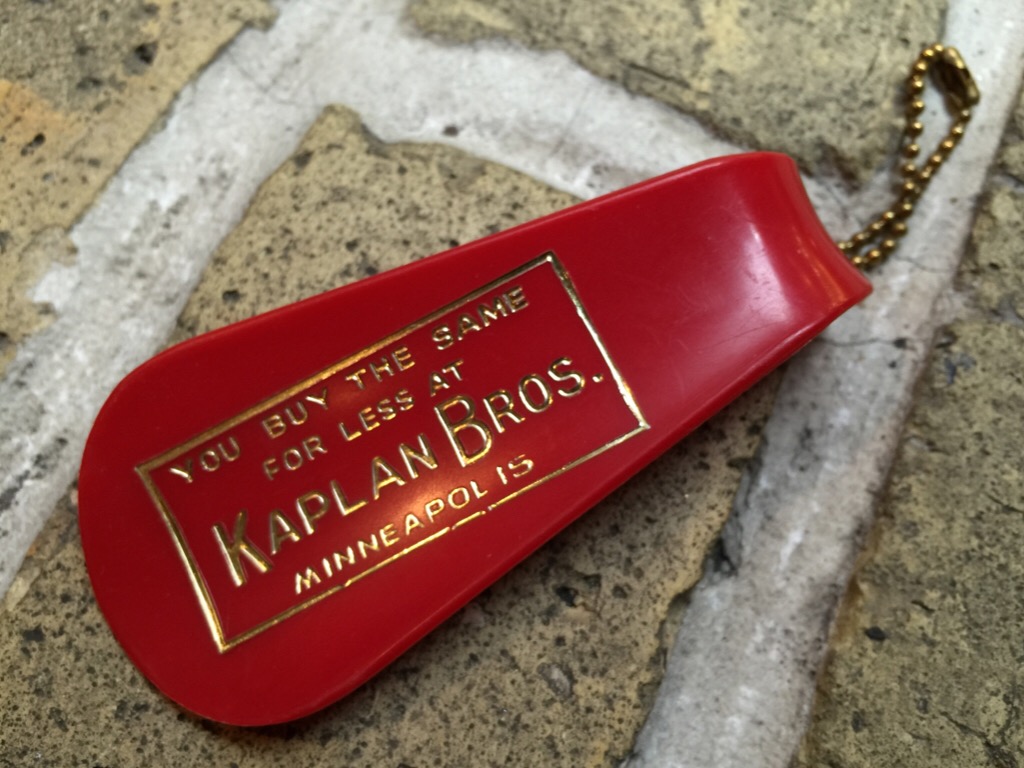 YOU BUY THE SAME
FOR LESS AT
KAPLAN BROS.
MINNEAPOLIS